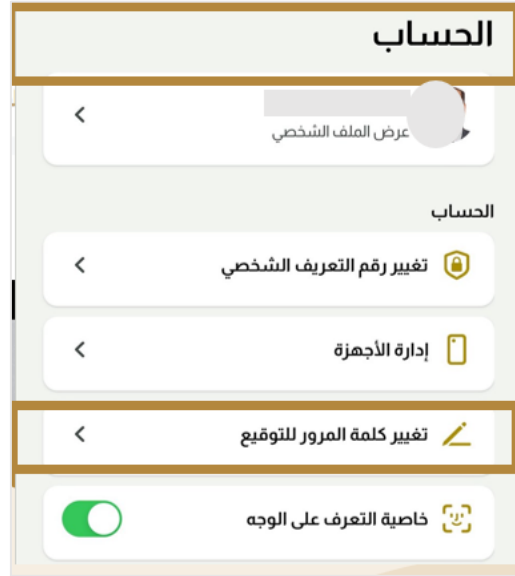 الحساب
عرض الملف الشخصي
الحساب
تغيير رقم التعريف الشخصي
إدارة الأجهزة
تغيير كلمة المرور للتوقيع
خاصية التعرف على الوجه